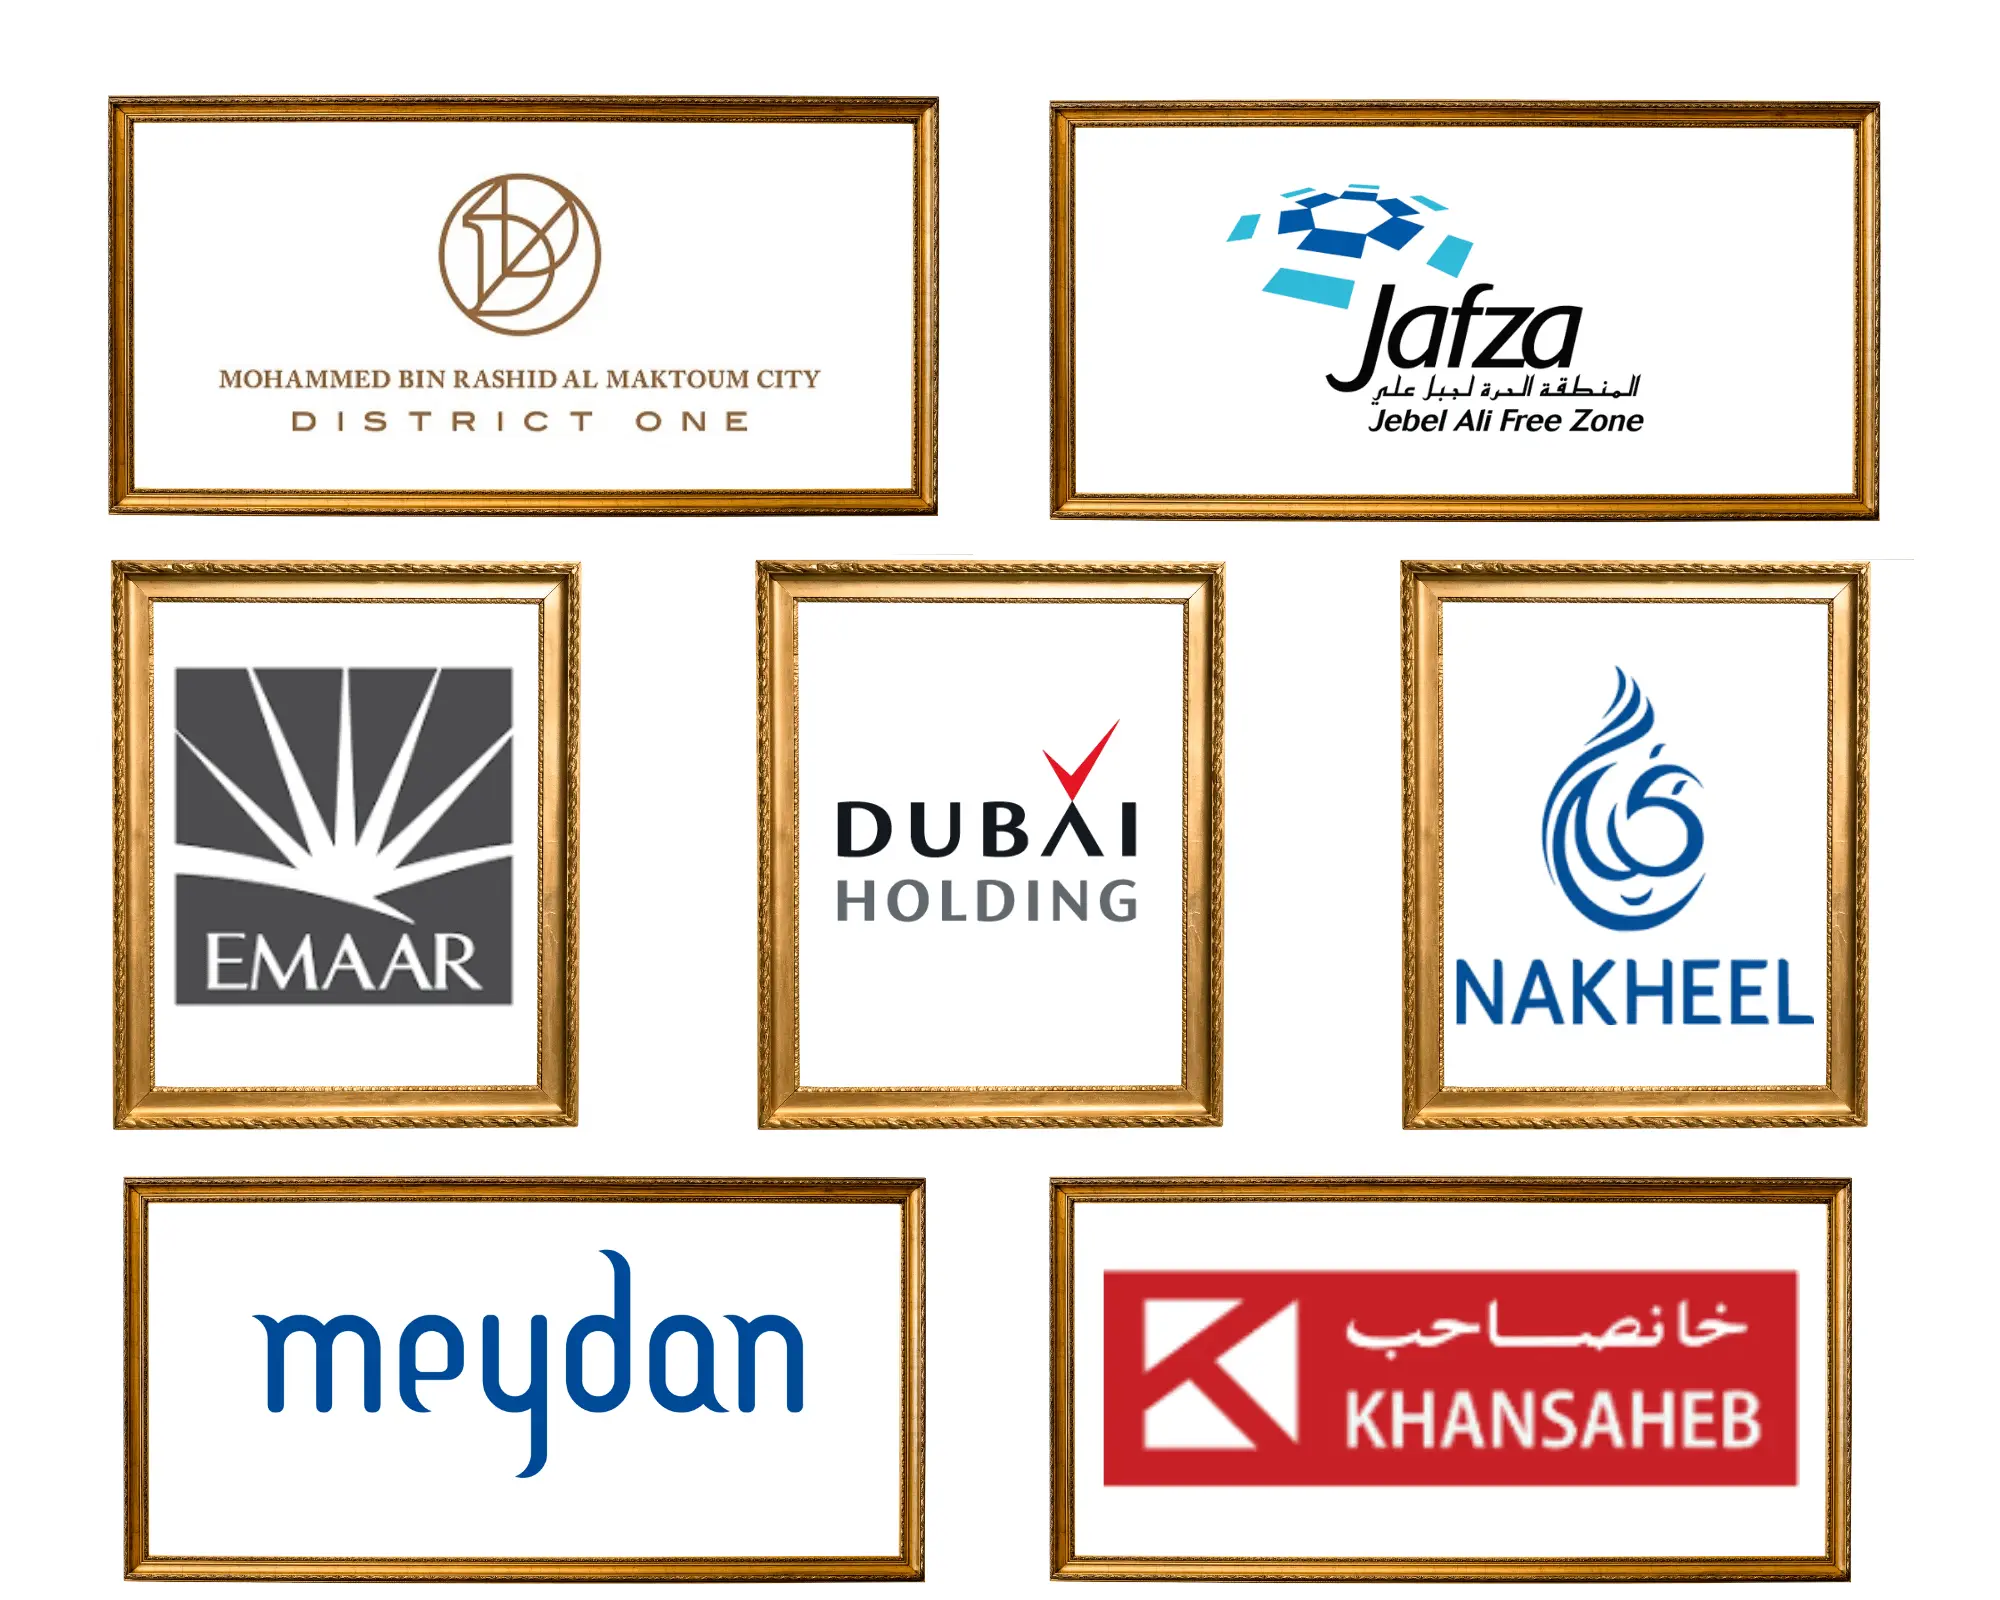 MOHAMMED BIN RASHID AL MAKTOUM CITY
DISTRICT ONE
Jafza
المنطقة الحرة لجبل علي
Jebel Ali Free Zone
EMAAR
DUBAI
HOLDING
NAKHEEL
meydan
خانصاحب
KHANSAHEB